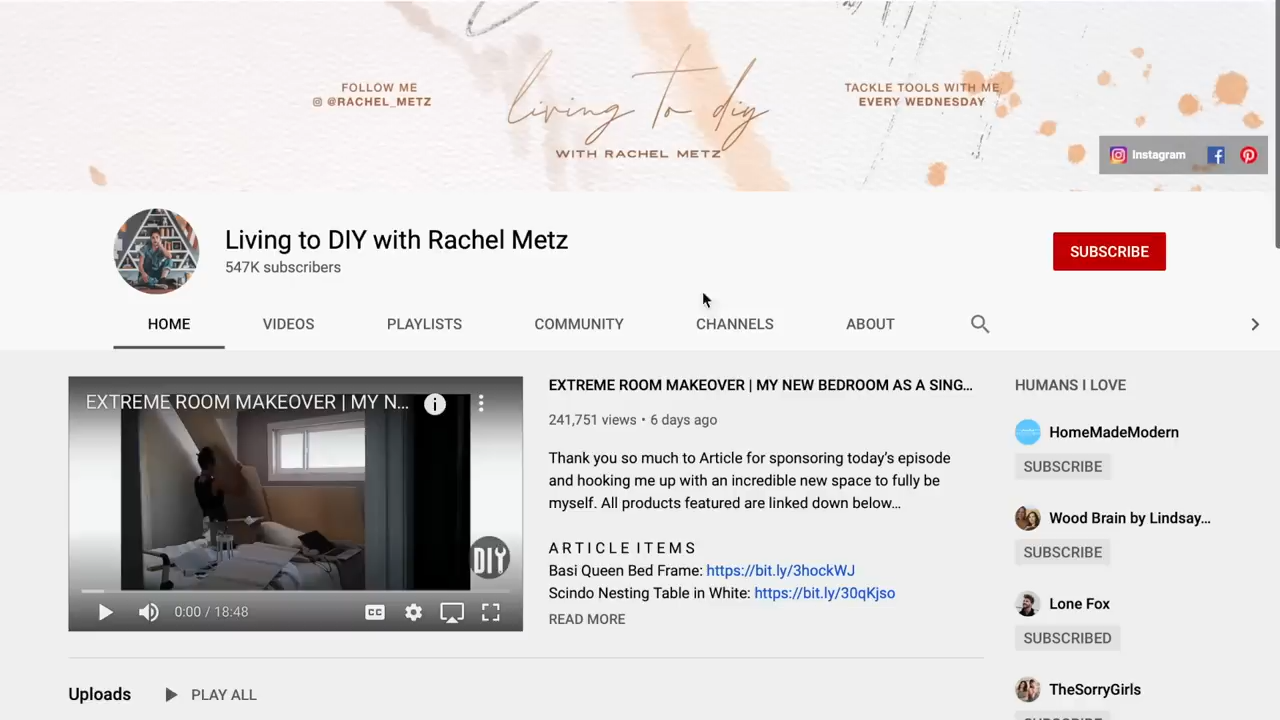 FOLLOW ME
@RACHEL_METZ
living to diy
WITH RACHEL METZ
TACKLE TOOLS WITH ME
EVERY WEDNESDAY
Instagram
Living to DIY with Rachel Metz
547K subscribers
SUBSCRIBE
HOME
VIDEOS
PLAYLISTS
COMMUNITY
CHANNELS
ABOUT
EXTREME ROOM MAKEOVER | MY N...
DIY
CC
0:00 / 18:48
EXTREME ROOM MAKEOVER | MY NEW BEDROOM AS A SING...
241,751 views • 6 days ago
Thank you so much to Article for sponsoring today’s episode
and hooking me up with an incredible new space to fully be
myself. All products featured are linked down below...
A R T I C L E I T E M S
Basi Queen Bed Frame: https://bit.ly/3hockWJ
Scindo Nesting Table in White: https://bit.ly/30qKjso
READ MORE
HUMANS I LOVE
HomeMadeModern
SUBSCRIBE
Wood Brain by Lindsay...
SUBSCRIBE
Lone Fox
SUBSCRIBED
TheSorryGirls
Uploads
PLAY ALL